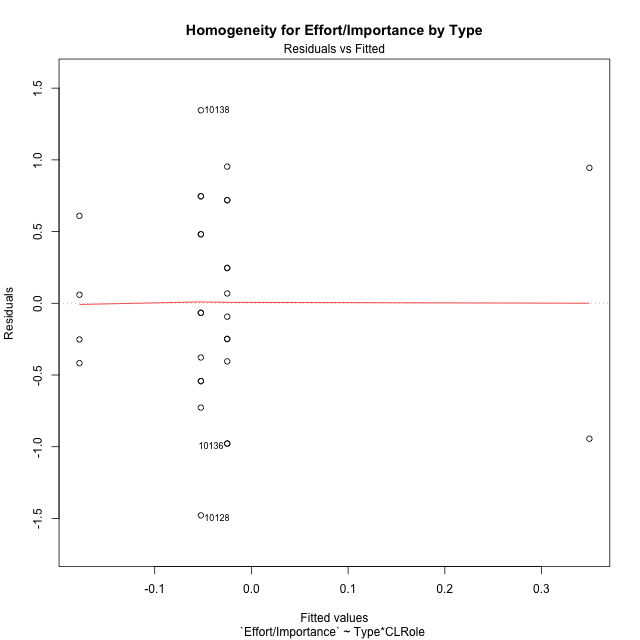 Homogeneity for Effort/Importance by Type
Residuals vs Fitted
1.5
1.0
0.5
0.0
-0.5
-1.0
-1.5
Residuals
10138
10136
10128
-0.1 0.0 0.1 0.2 0.3
Fitted values
`Effort/Importance` ~ Type*CLRole